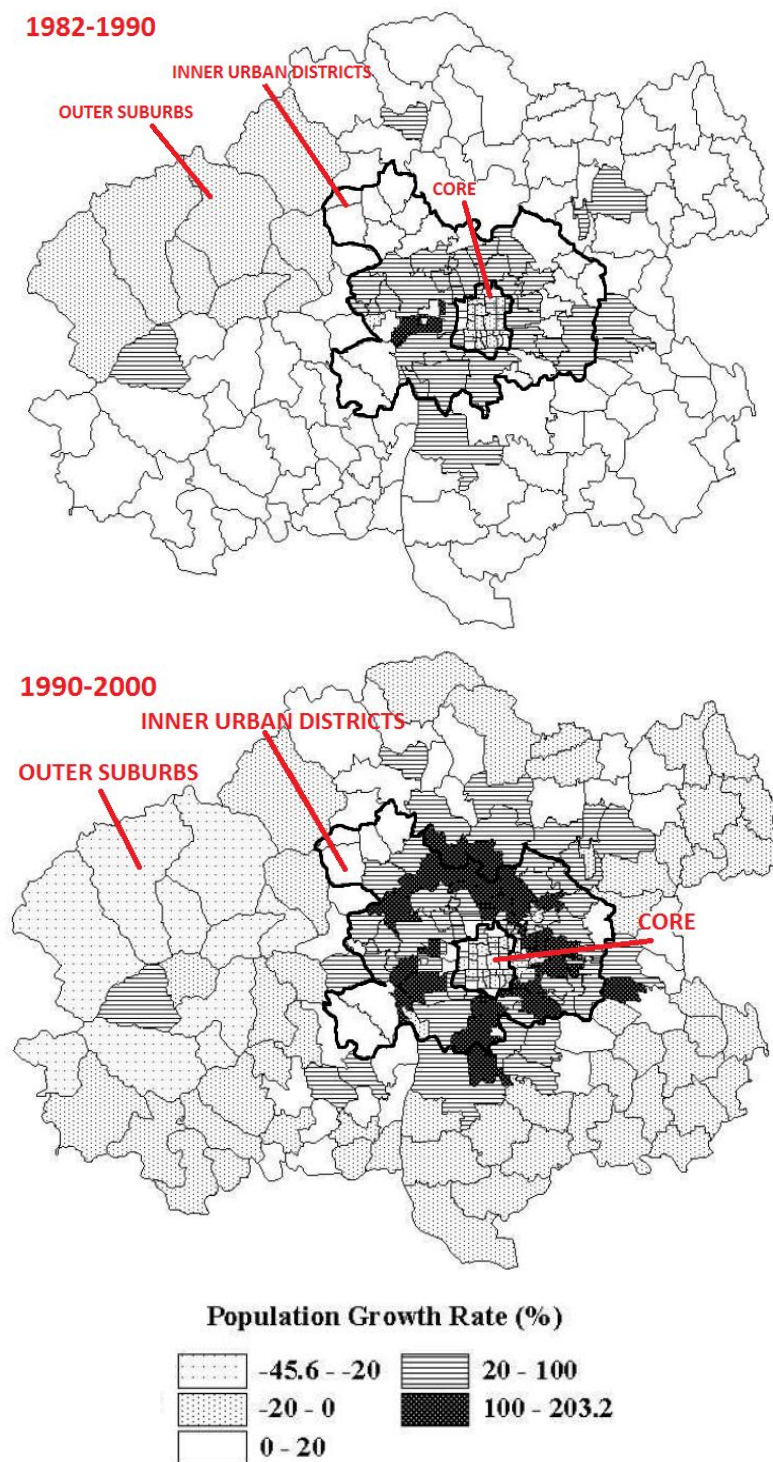 1982-1990
INNER URBAN DISTRICTS
OUTER SUBURBS
CORE
1990-2000
INNER URBAN DISTRICTS
OUTER SUBURBS
CORE
Population Growth Rate (%)
-45.6 - -20
20 - 100
-20 - 0
100 - 203.2
0 - 20